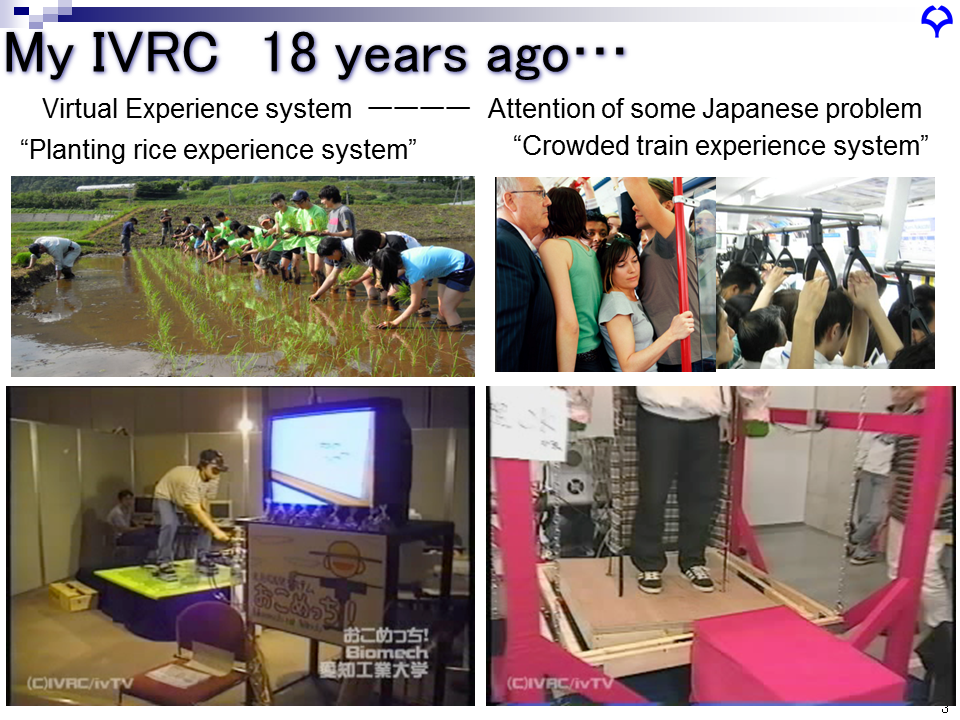 My IVRC 18 years ago…
Virtual Experience system ———— Attention of some Japanese problem
“Planting rice experience system”
“Crowded train experience system”
おこめっち!
おこめっち!
Biomech
愛知工業大学
(C)IVRC/ivTV
(C)IVRC/ivTV
3